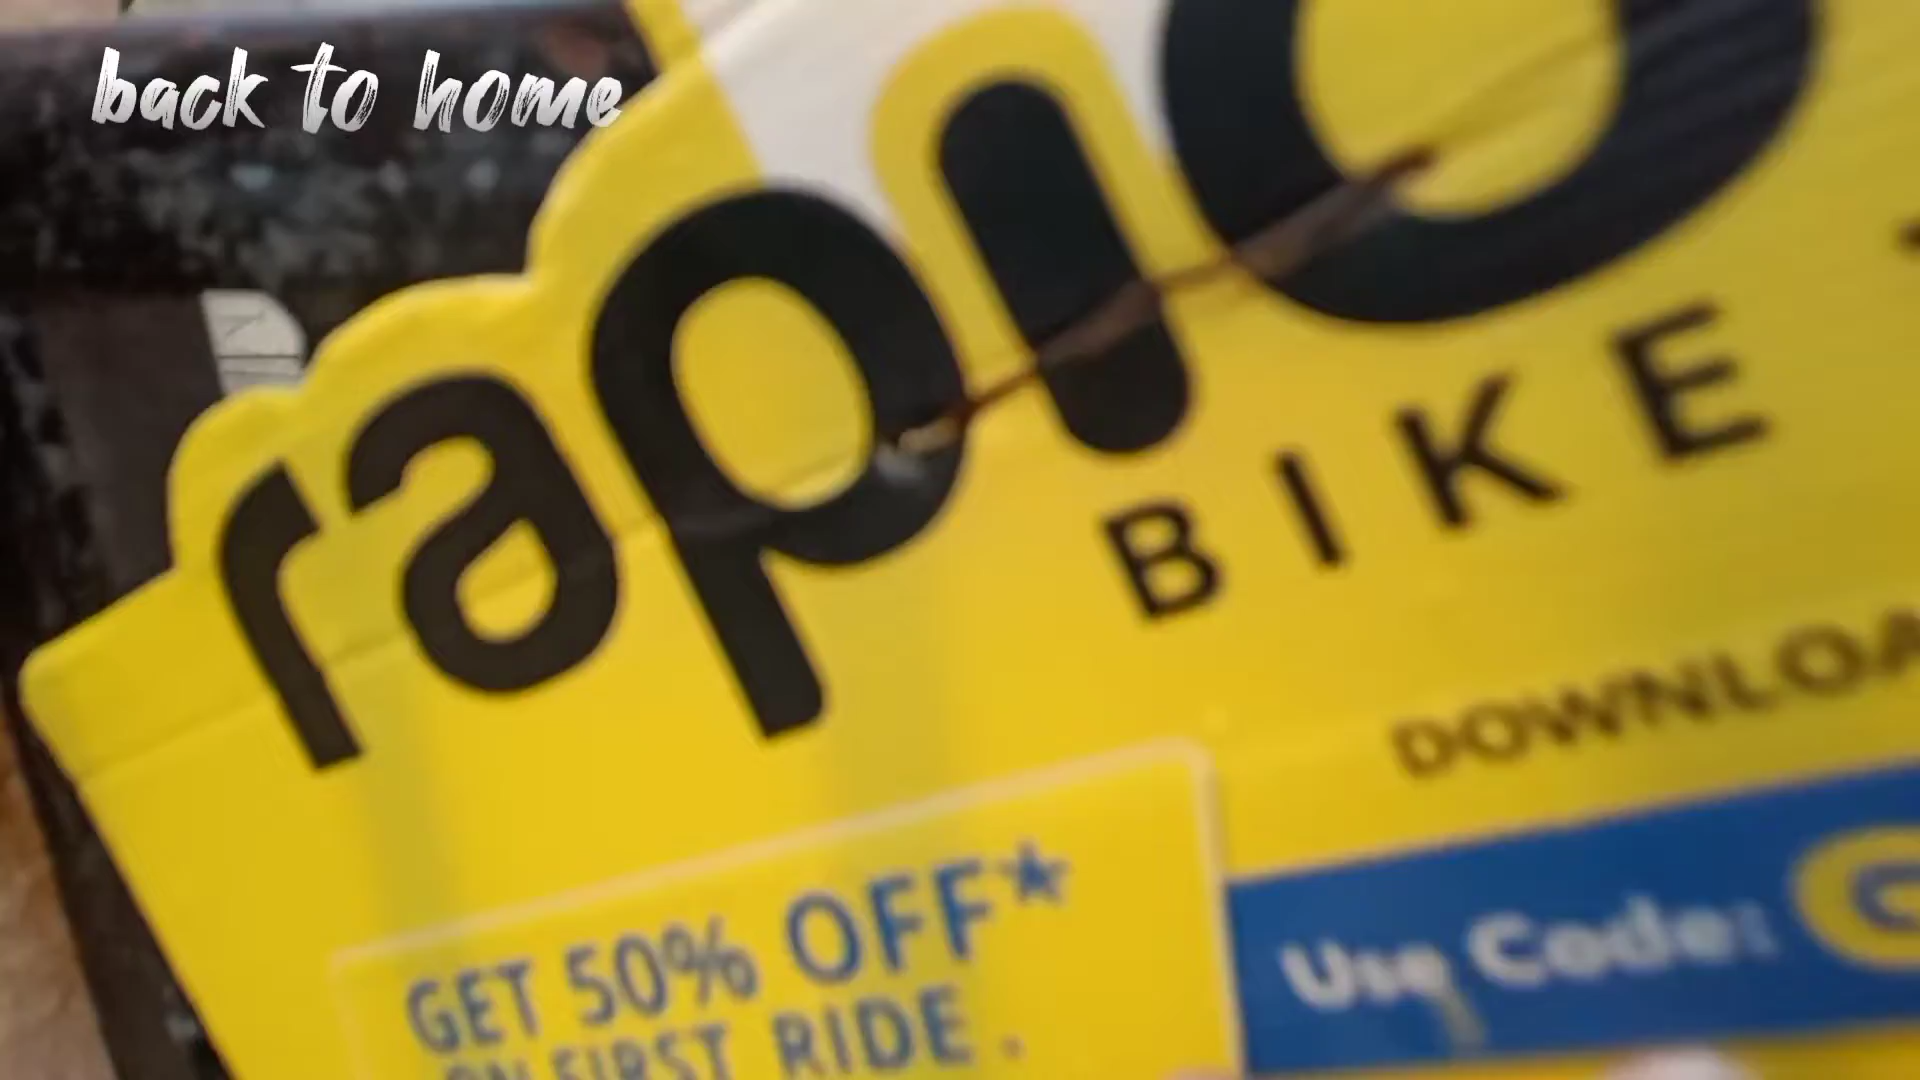 back to home
rapido
BIKE
DOWNLOA
GET 50% OFF*
ON FIRST RIDE.
Use Code: